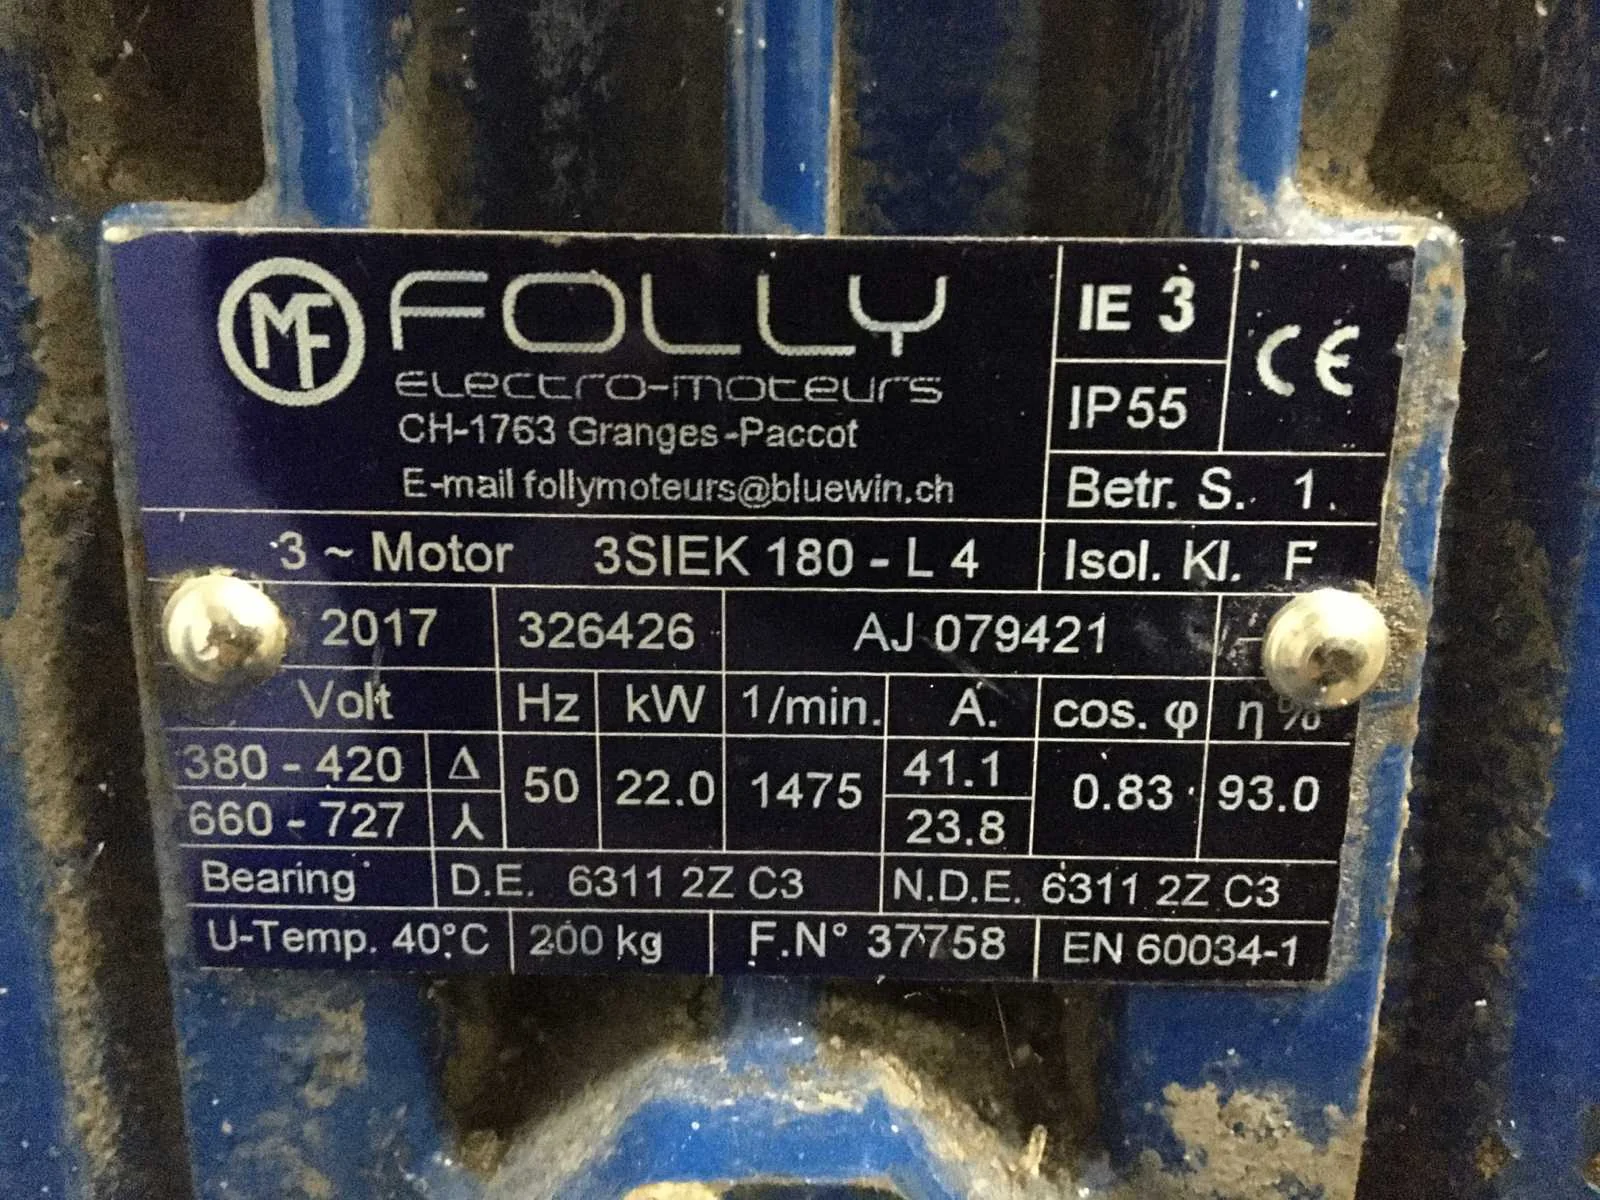 MF FOLLY
ELECTRO-MOTEURS
CH-1763 Granges-Paccot
E-mail follymoteurs@bluewin.ch
IE 3
CE
IP55
Betr. S. 1.
3 ~ Motor 3SIEK 180 - L 4
Isol. Kl. F
2017 326426 AJ 079421
Volt Hz kW 1/min. A. cos. φ η %
380 - 420 Δ 50 22.0 1475 41.1 0.83 93.0
660 - 727 23.8
Bearing D.E. 6311 2Z C3 N.D.E. 6311 2Z C3
U-Temp. 40°C 200 kg F.N° 37758 EN 60034-1